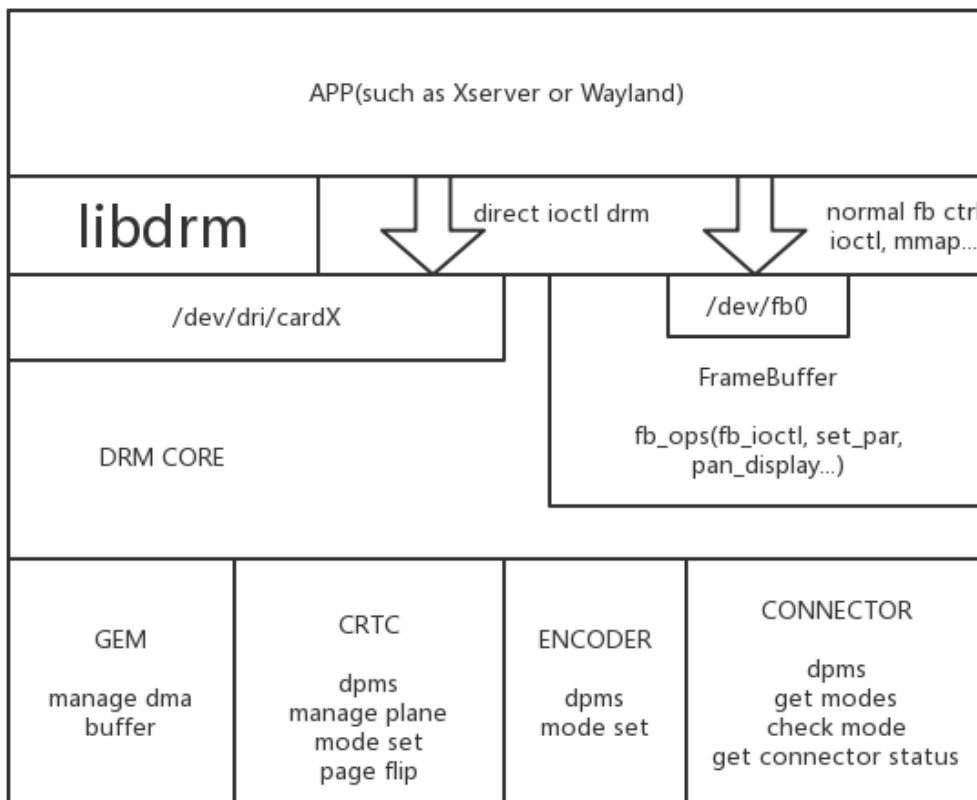 APP(such as Xserver or Wayland)
libdrm
direct ioctl drm
normal fb ctrl
ioctl, mmap...
/dev/dri/cardX
/dev/fb0
FrameBuffer
fb_ops(fb_ioctl, set_par,
pan_display...)
DRM CORE
GEM
manage dma
buffer
CRTC
dpms
manage plane
mode set
page flip
ENCODER
dpms
mode set
CONNECTOR
dpms
get modes
check mode
get connector status